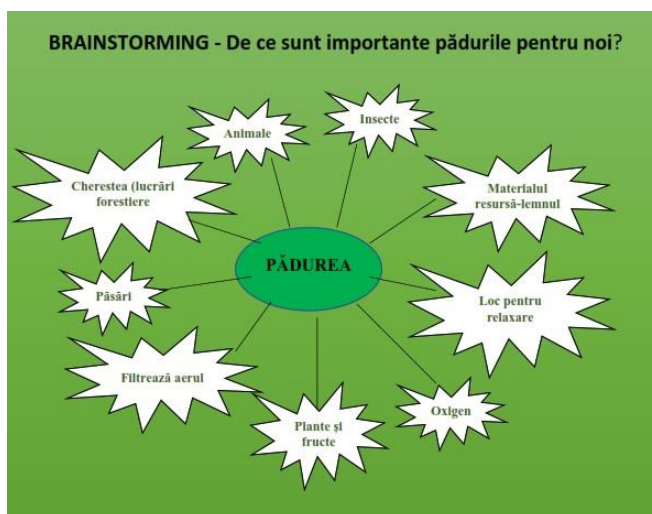 BRAINSTORMING - De ce sunt importante pădurile pentru noi?
Insecte
Animale
Cherestea (lucrări
forestiere
Materialul
resursă-lemnul
PĂDUREA
Păsări
Loc pentru
relaxare
Filtrează aerul
Oxigen
Plante și
fructe